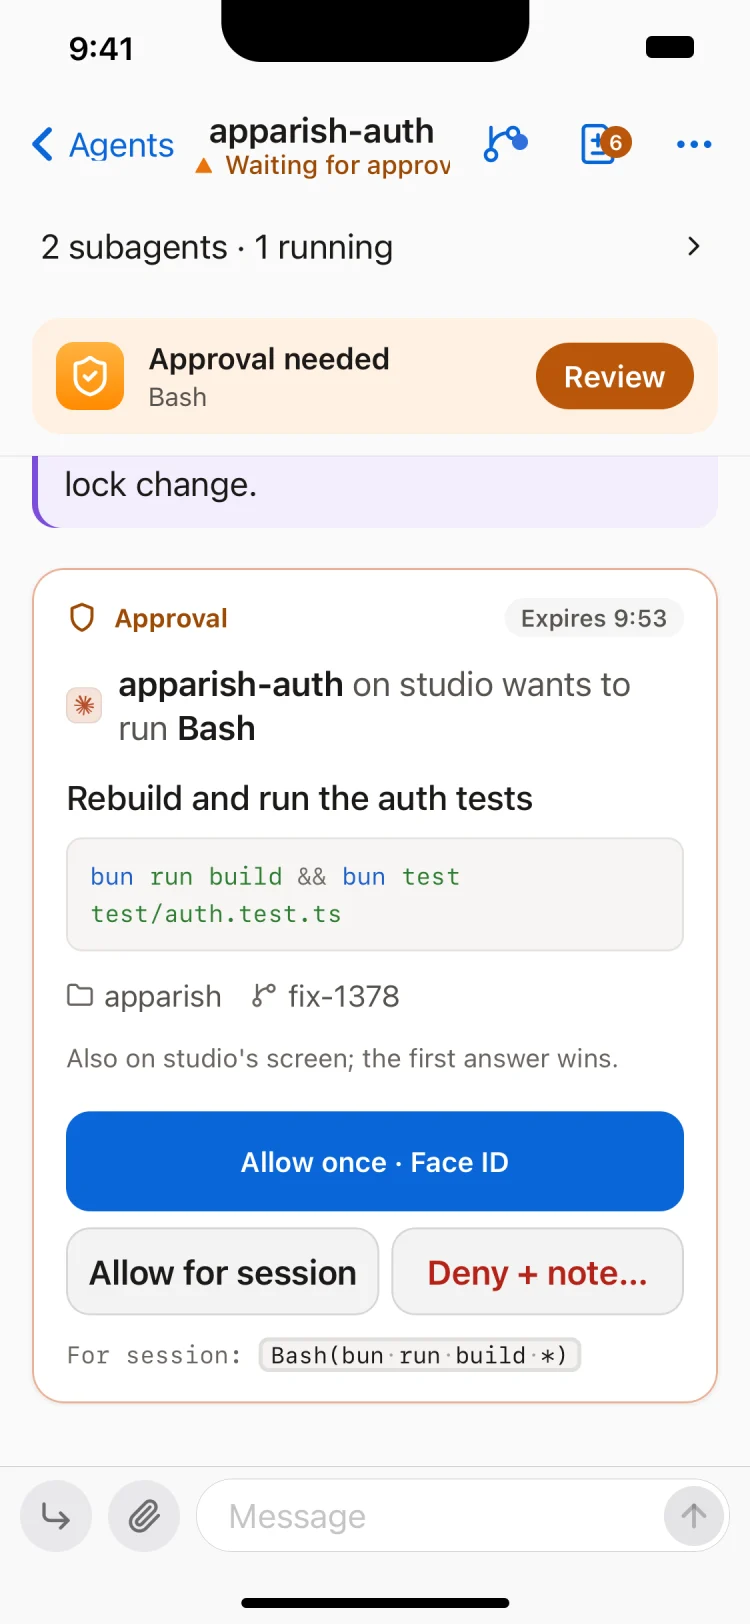 9:41
Agents
apparish-auth
Waiting for approv
6
2 subagents · 1 running
Approval needed
Bash
Review
lock change.
Approval
Expires 9:53
apparish-auth on studio wants to
run Bash
Rebuild and run the auth tests
bun run build && bun test
test/auth.test.ts
apparish fix-1378
Also on studio's screen; the first answer wins.
Allow once · Face ID
Allow for session
Deny + note...
For session: Bash(bun·run·build·*)
Message